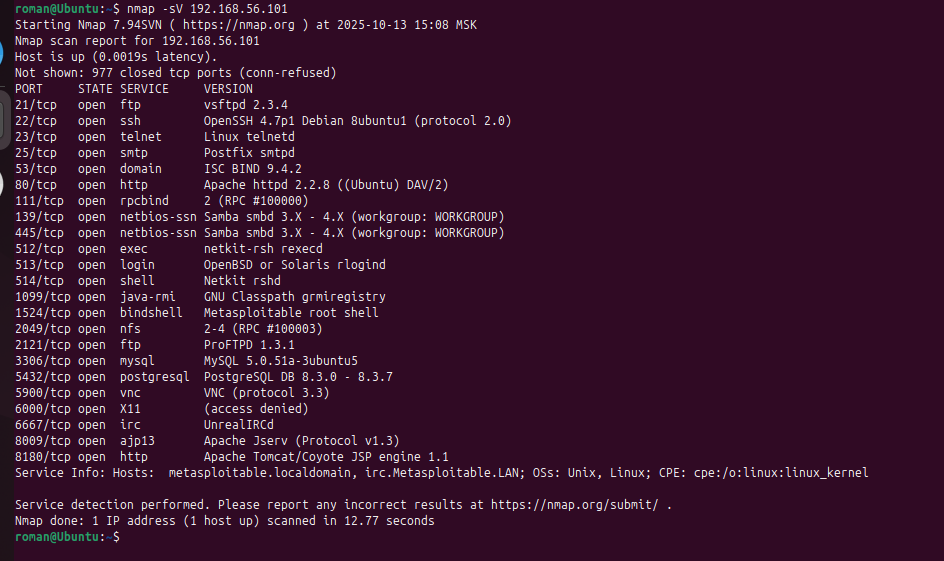 roman@Ubuntu:~$ nmap -sV 192.168.56.101
Starting Nmap 7.94SVN ( https://nmap.org ) at 2025-10-13 15:08 MSK
Nmap scan report for 192.168.56.101
Host is up (0.0019s latency).
Not shown: 977 closed tcp ports (conn-refused)
PORT     STATE SERVICE     VERSION
21/tcp   open  ftp         vsftpd 2.3.4
22/tcp   open  ssh         OpenSSH 4.7p1 Debian 8ubuntu1 (protocol 2.0)
23/tcp   open  telnet      Linux telnetd
25/tcp   open  smtp        Postfix smtpd
53/tcp   open  domain      ISC BIND 9.4.2
80/tcp   open  http        Apache httpd 2.2.8 ((Ubuntu) DAV/2)
111/tcp  open  rpcbind     2 (RPC #100000)
139/tcp  open  netbios-ssn Samba smbd 3.X - 4.X (workgroup: WORKGROUP)
445/tcp  open  netbios-ssn Samba smbd 3.X - 4.X (workgroup: WORKGROUP)
512/tcp  open  exec        netkit-rsh rexecd
513/tcp  open  login       OpenBSD or Solaris rlogind
514/tcp  open  shell       Netkit rshd
1099/tcp open  java-rmi    GNU Classpath grmiregistry
1524/tcp open  bindshell   Metasploitable root shell
2049/tcp open  nfs         2-4 (RPC #100003)
2121/tcp open  ftp         ProFTPD 1.3.1
3306/tcp open  mysql       MySQL 5.0.51a-3ubuntu5
5432/tcp open  postgresql  PostgreSQL DB 8.3.0 - 8.3.7
5900/tcp open  vnc         VNC (protocol 3.3)
6000/tcp open  X11         (access denied)
6667/tcp open  irc         UnrealIRCd
8009/tcp open  ajp13       Apache Jserv (Protocol v1.3)
8180/tcp open  http        Apache Tomcat/Coyote JSP engine 1.1
Service Info: Hosts:  metasploitable.localdomain, irc.Metasploitable.LAN; OSs: Unix, Linux; CPE: cpe:/o:linux:linux_kernel
Service detection performed. Please report any incorrect results at https://nmap.org/submit/ .
Nmap done: 1 IP address (1 host up) scanned in 12.77 seconds
roman@Ubuntu:~$